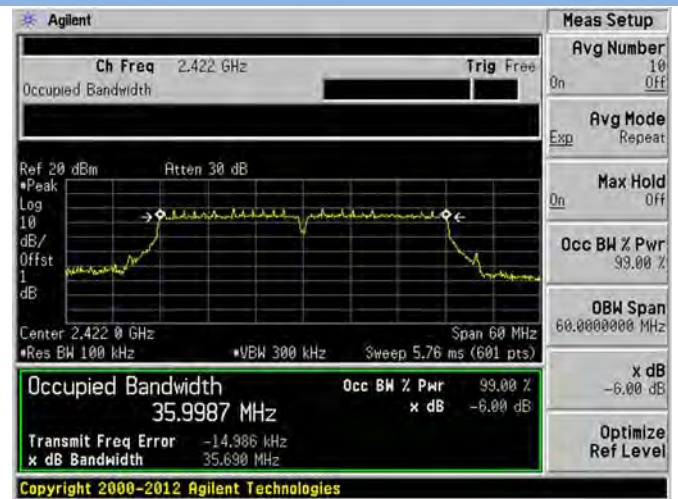 Agilent
Meas Setup
Ch Freq 2.422 GHz Trig Free
Occupied Bandwidth
Avg Number
10
On Off
Avg Mode
Exp Repeat
Max Hold
On Off
Occ BW % Pwr
99.00 %
OBW Span
60.0000000 MHz
x dB
-6.00 dB
Optimize
Ref Level
Ref 20 dBm Atten 30 dB
•Peak
Log
10
dB/
Offst
1
dB
Center 2.422 0 GHz Span 60 MHz
•Res BW 100 kHz •VBW 300 kHz Sweep 5.76 ms (601 pts)
Occupied Bandwidth Occ BW % Pwr 99.00 %
35.9987 MHz x dB -6.00 dB
Transmit Freq Error -14.986 kHz
x dB Bandwidth 35.690 MHz
Copyright 2000-2012 Agilent Technologies